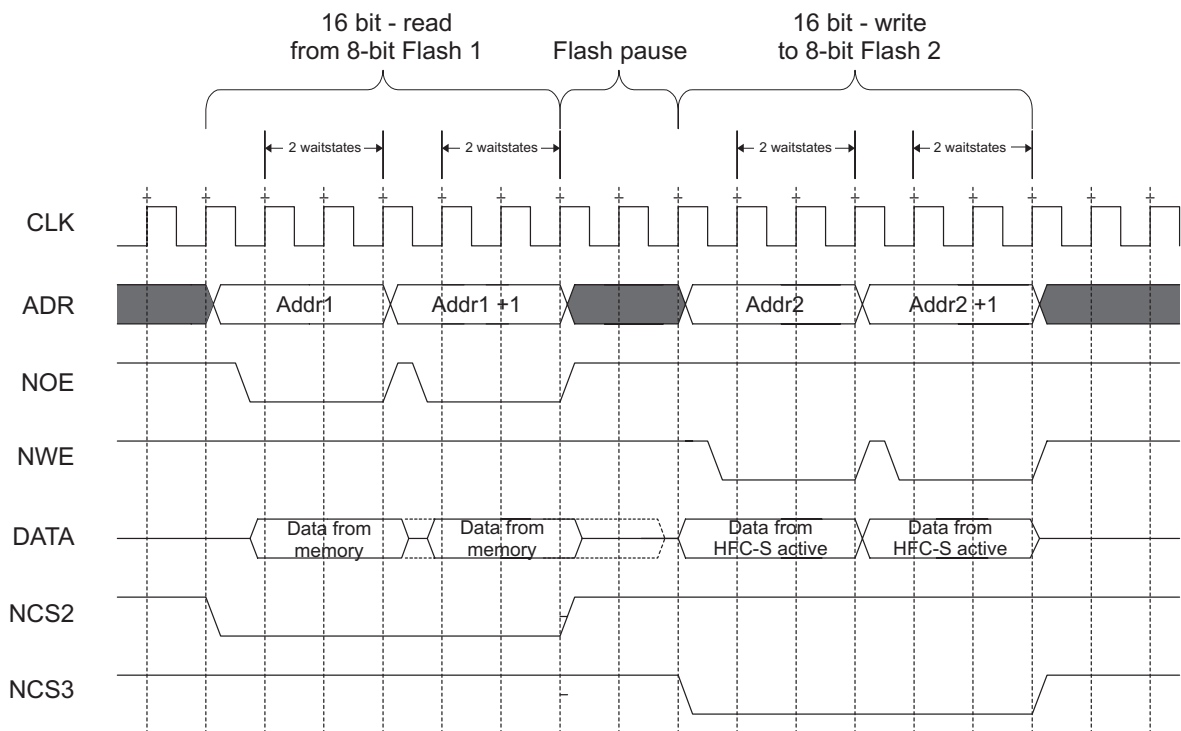 16 bit - read
from 8-bit Flash 1
Flash pause
16 bit - write
to 8-bit Flash 2
2 waitstates
2 waitstates
2 waitstates
2 waitstates
CLK
ADR
Addr1
Addr1 +1
Addr2
Addr2 +1
NOE
NWE
DATA
Data from
memory
Data from
memory
Data from
HFC-S active
Data from
HFC-S active
NCS2
NCS3